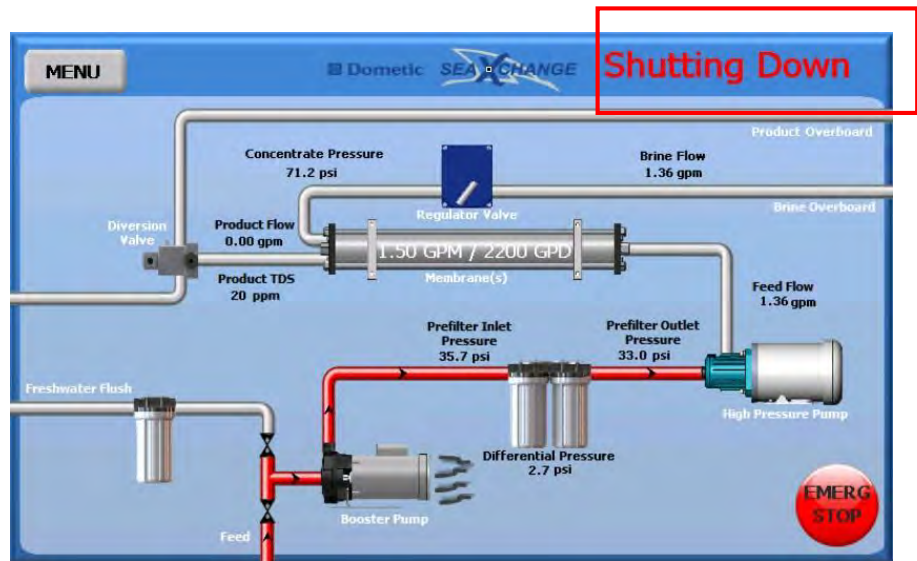 MENU
Dometic SEAXCHANGE
Shutting Down
Product Overboard
Concentrate Pressure
71.2 psi
Brine Flow
1.36 gpm
Regulator Valve
Brine Overboard
Diversion
Valve
Product Flow
0.00 gpm
1.50 GPM / 2200 GPD
Membrane(s)
Product TDS
20 ppm
Feed Flow
1.36 gpm
Prefilter Inlet
Pressure
35.7 psi
Prefilter Outlet
Pressure
33.0 psi
Freshwater Flush
High Pressure Pump
Differential Pressure
2.7 psi
Booster Pump
Feed
EMERG
STOP